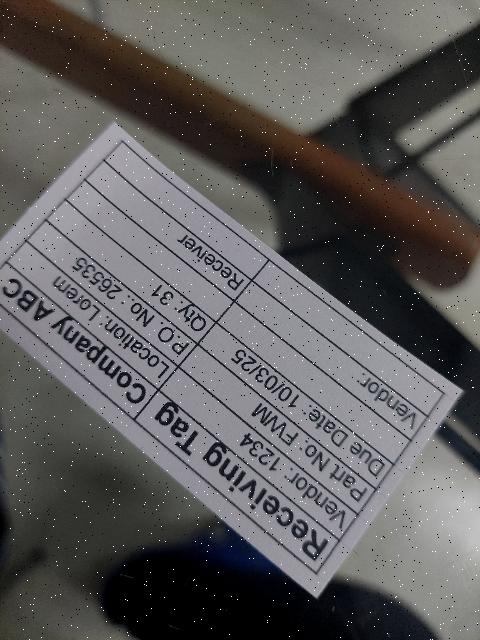 Receiving Tag Company ABC
Vendor. 1234 Location. Lorem
Part No. FWM P.O. No. 26535
Due Date: 10/03/25 Qty. 31
Vendor: Receiver